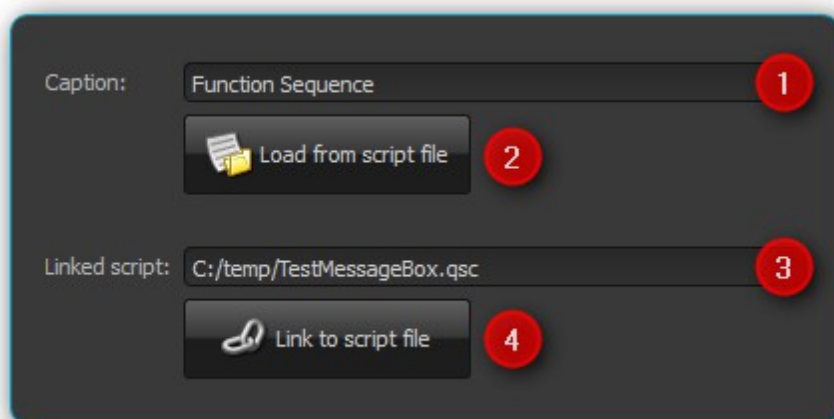 Caption: Function Sequence 1
Load from script file 2
Linked script: C:/temp/TestMessageBox.qsc 3
Link to script file 4